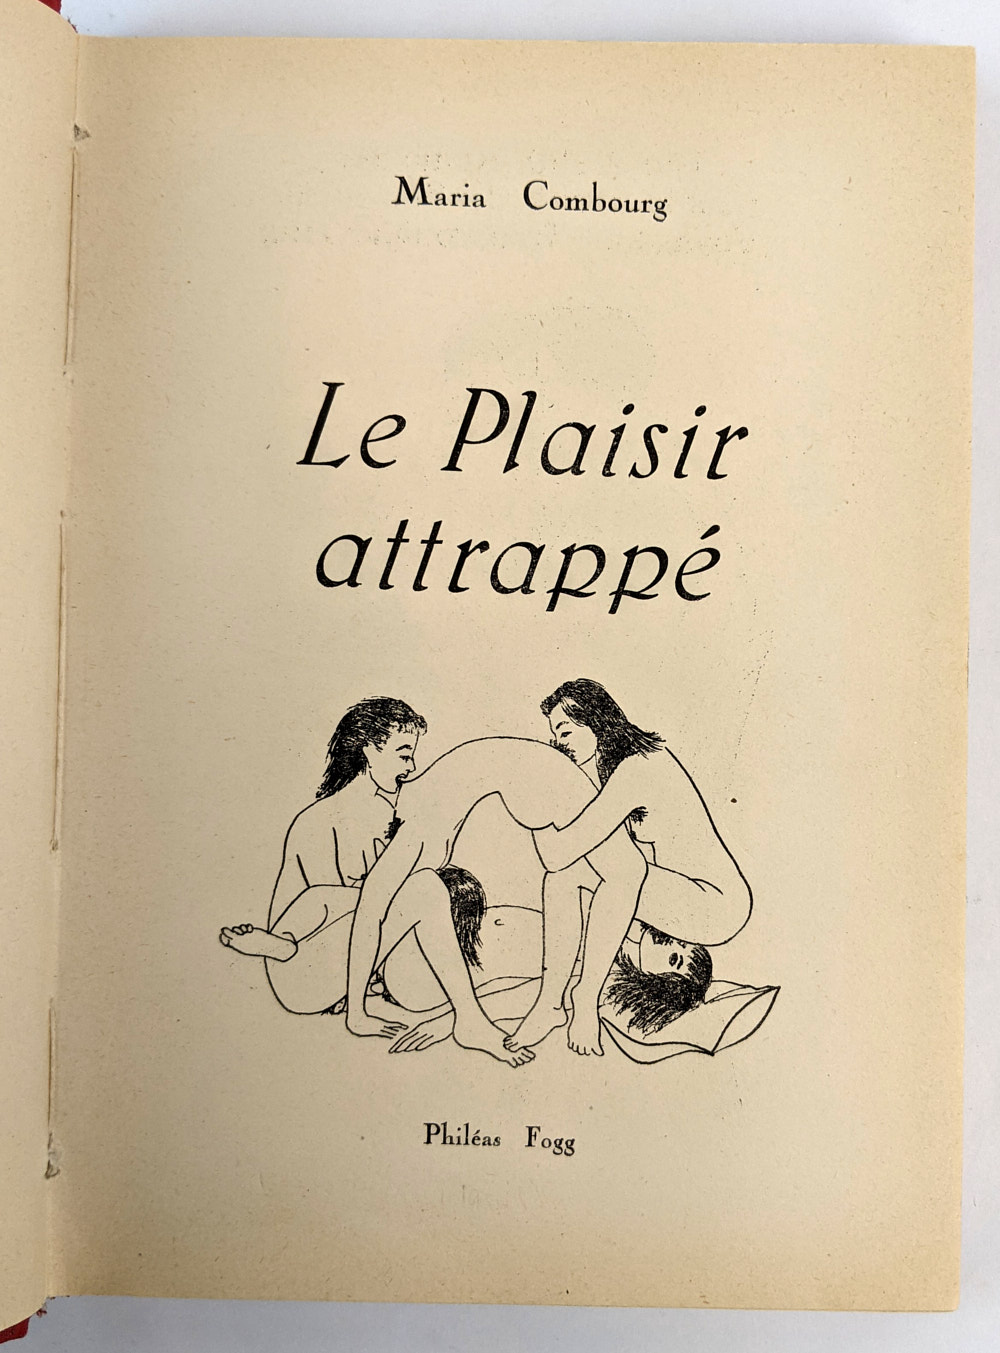 Maria Combourg
Le Plaisir
attrappé
Philéas Fogg